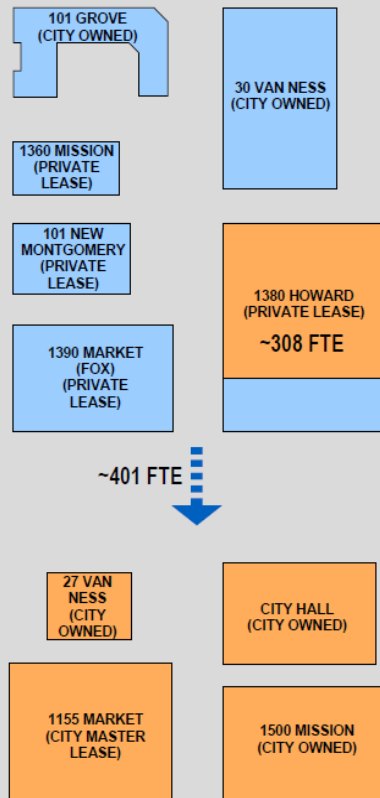 101 GROVE
(CITY OWNED)
30 VAN NESS
(CITY OWNED)
1360 MISSION
(PRIVATE
LEASE)
101 NEW
MONTGOMERY
(PRIVATE
LEASE)
1380 HOWARD
(PRIVATE LEASE)
~308 FTE
1390 MARKET
(FOX)
(PRIVATE
LEASE)
~401 FTE
27 VAN
NESS
(CITY
OWNED)
CITY HALL
(CITY OWNED)
1155 MARKET
(CITY MASTER
LEASE)
1500 MISSION
(CITY OWNED)